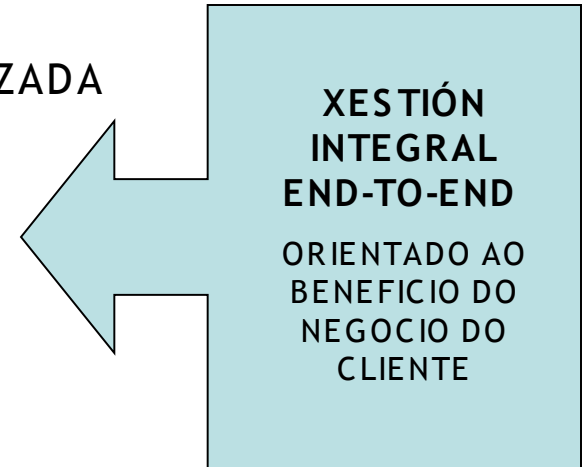 ZADA
XESTIÓN
INTEGRAL
END-TO-END
ORIENTADO AO
BENEFICIO DO
NEGOCIO DO
CLIENTE